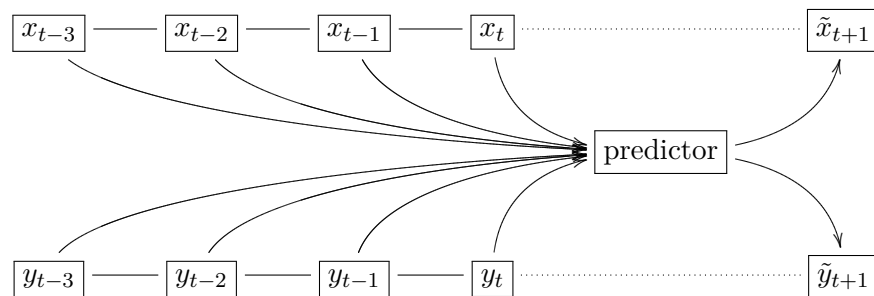 x_{t−3} x_{t−2} x_{t−1} x_t x̃_{t+1}
predictor
y_{t−3} y_{t−2} y_{t−1} y_t ỹ_{t+1}